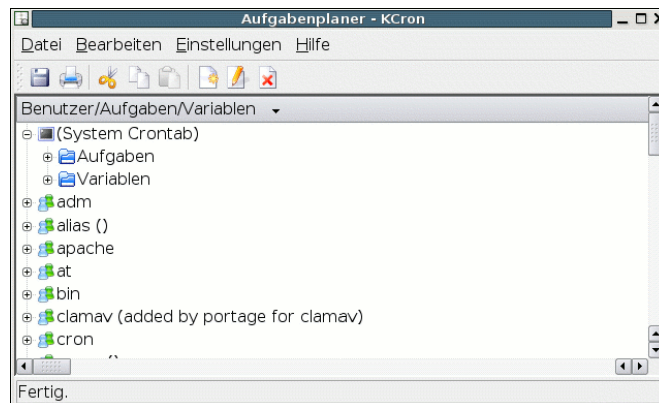 Aufgabenplaner - KCron
Datei Bearbeiten Einstellungen Hilfe
Benutzer/Aufgaben/Variablen
(System Crontab)
Aufgaben
Variablen
adm
alias ()
apache
at
bin
clamav (added by portage for clamav)
cron
Fertig.